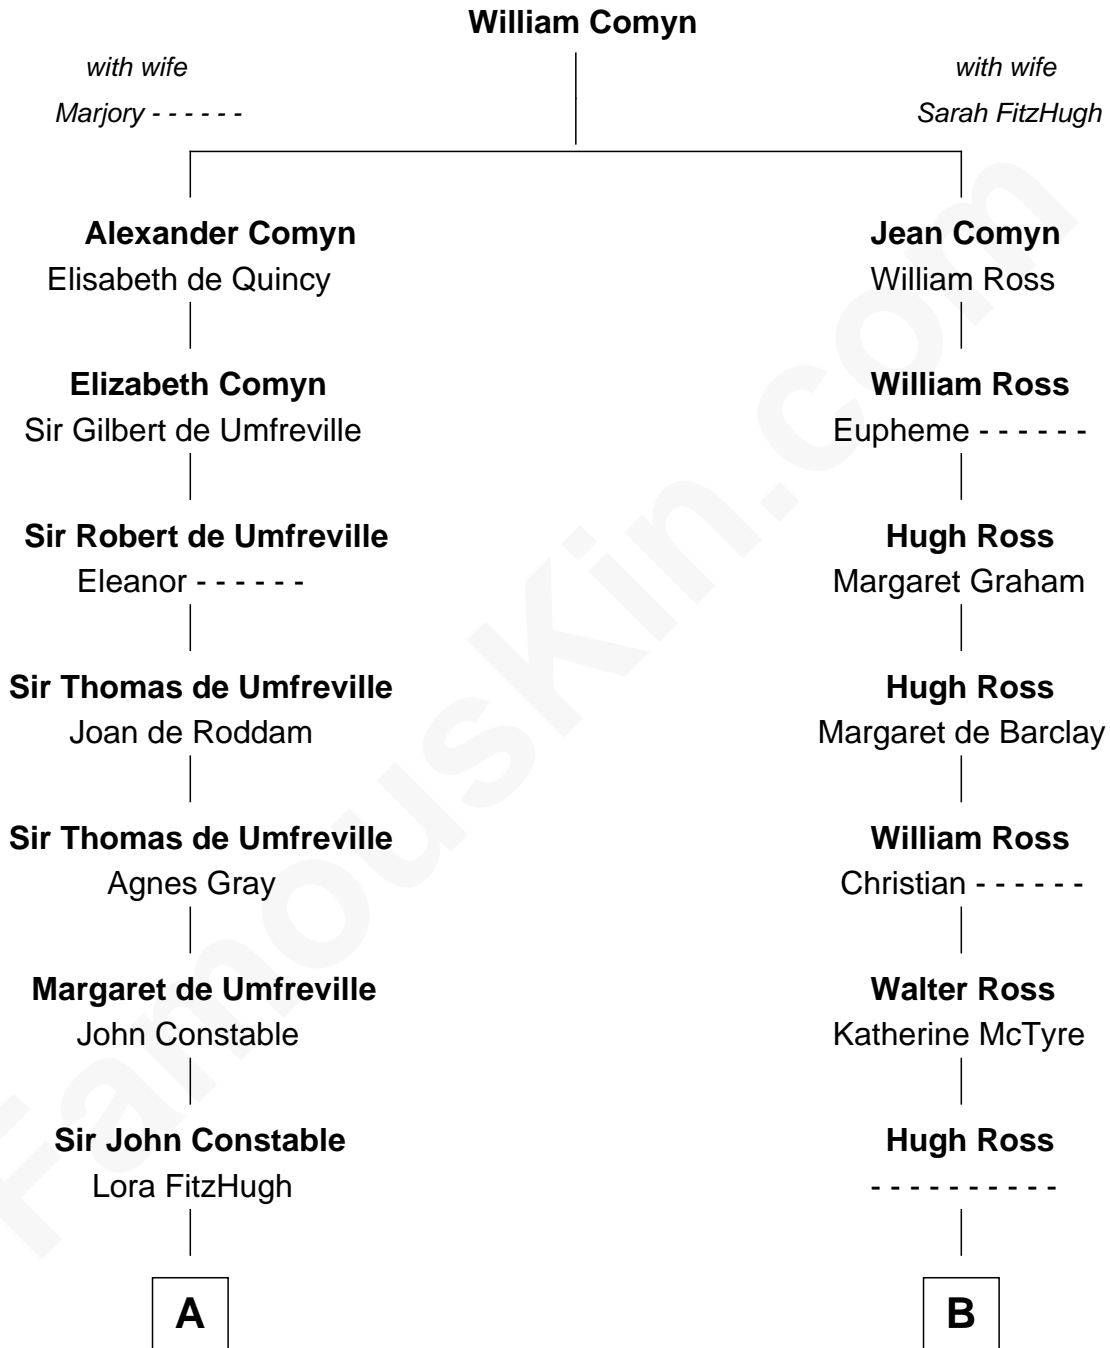 William Comyn
with wife
with wife
Marjory - - - - - -
Sarah FitzHugh
Alexander Comyn
Jean Comyn
Elisabeth de Quincy
William Ross
Elizabeth Comyn
William Ross
Sir Gilbert de Umfreville
Eupheme - - - - - -
Sir Robert de Umfreville
Hugh Ross
Eleanor - - - - - -
Margaret Graham
Sir Thomas de Umfreville
Hugh Ross
Joan de Roddam
Margaret de Barclay
Sir Thomas de Umfreville
William Ross
Agnes Gray
Christian - - - - - -
Margaret de Umfreville
Walter Ross
John Constable
Katherine McTyre
Sir John Constable
Hugh Ross
Lora FitzHugh
- - - - - - - - - -
A
B
FamousKin.com